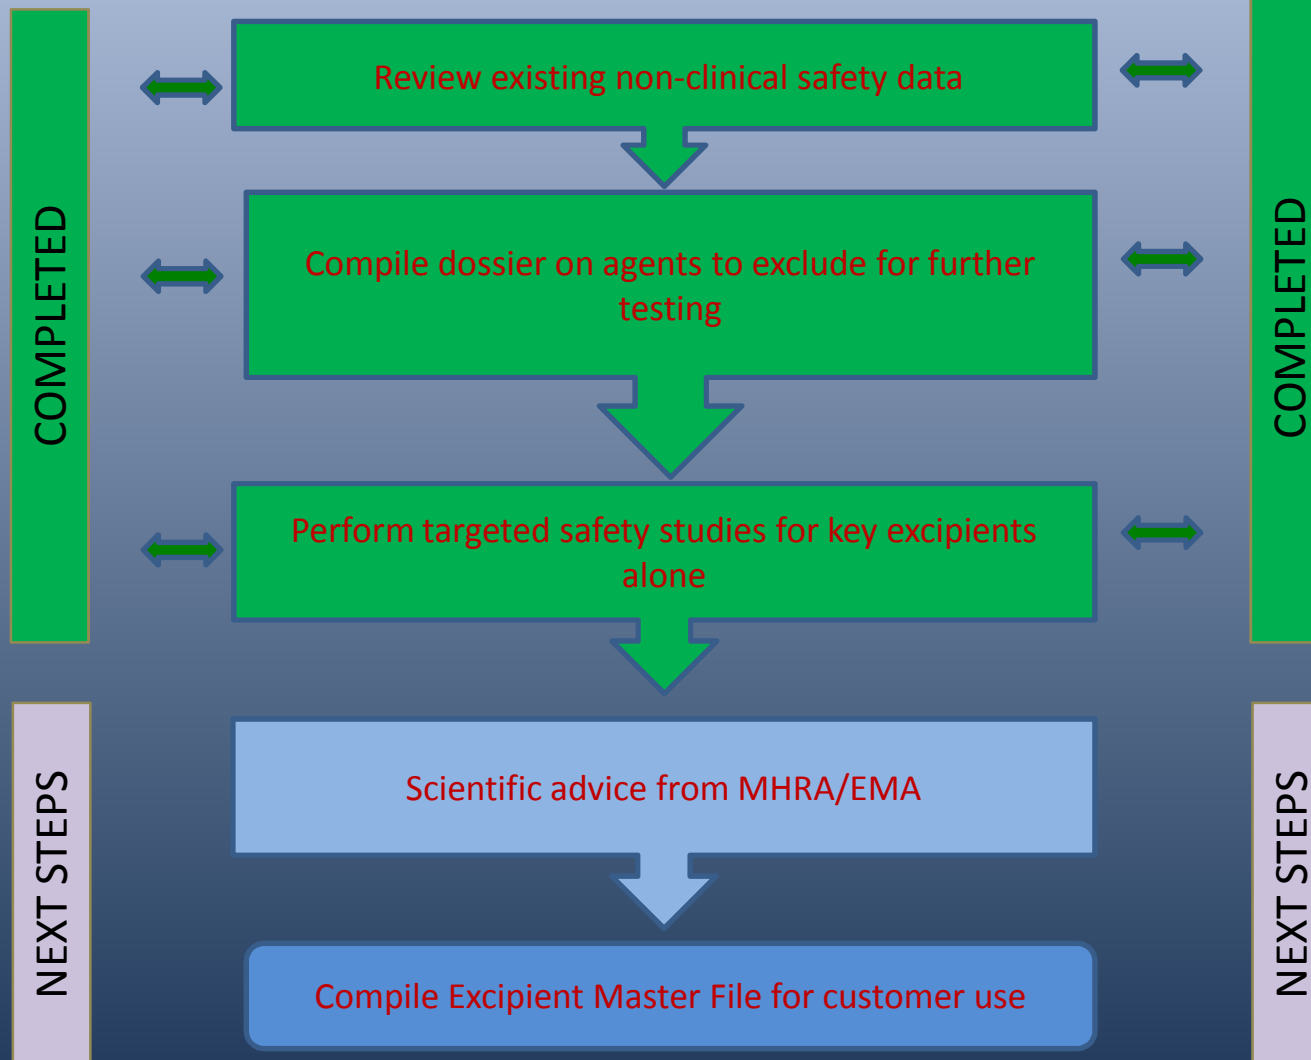 COMPLETED
Review existing non-clinical safety data
COMPLETED
Compile dossier on agents to exclude for further
testing
Perform targeted safety studies for key excipients
alone
NEXT STEPS
Scientific advice from MHRA/EMA
NEXT STEPS
Compile Excipient Master File for customer use